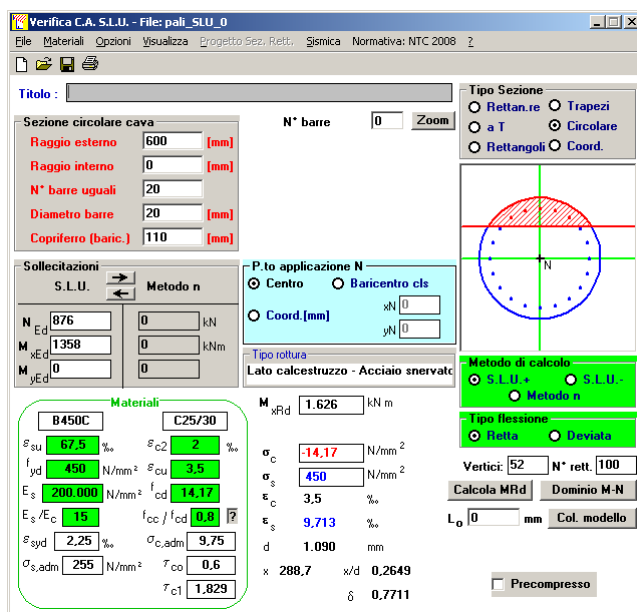 Verifica C.A. S.L.U. - File: pali_SLU_0
File Materiali Opzioni Visualizza Progetto Sez. Rett. Sismica Normativa: NTC 2008 ?
Titolo :
Tipo Sezione
Rettan.re Trapezi
a T Circolare
Rettangoli Coord.
Sezione circolare cava
Raggio esterno 600 [mm]
Raggio interno 0 [mm]
N° barre uguali 20
Diametro barre 20 [mm]
Copriferro (baric.) 110 [mm]
N° barre 0 Zoom
N
Sollecitazioni
S.L.U. Metodo n
N Ed 876 0 kN
M xEd 1358 0 kNm
M yEd 0 0
P.to applicazione N
Centro Baricentro cls
Coord.[mm] xN 0
yN 0
Tipo rottura
Lato calcestruzzo - Acciaio snervato
Metodo di calcolo
S.L.U.+ S.L.U.-
Metodo n
Tipo flessione
Retta Deviata
Materiali
B450C C25/30
εsu 67,5 ‰ εc2 2 ‰
fyd 450 N/mm² εcu 3,5
Es 200.000 N/mm² fcd 14,17
Es/Ec 15 fcc / fcd 0,8 ?
εsyd 2,25 ‰ σc,adm 9,75
σs,adm 255 N/mm² τco 0,6
τc1 1,829
M xRd 1.626 kN m
σc -14,17 N/mm²
σs 450 N/mm²
εc 3,5 ‰
εs 9,713 ‰
d 1.090 mm
x 288,7 x/d 0,2649
δ 0,7711
Vertici: 52 N° rett. 100
Calcola MRd Dominio M-N
Lo 0 mm Col. modello
Precompresso